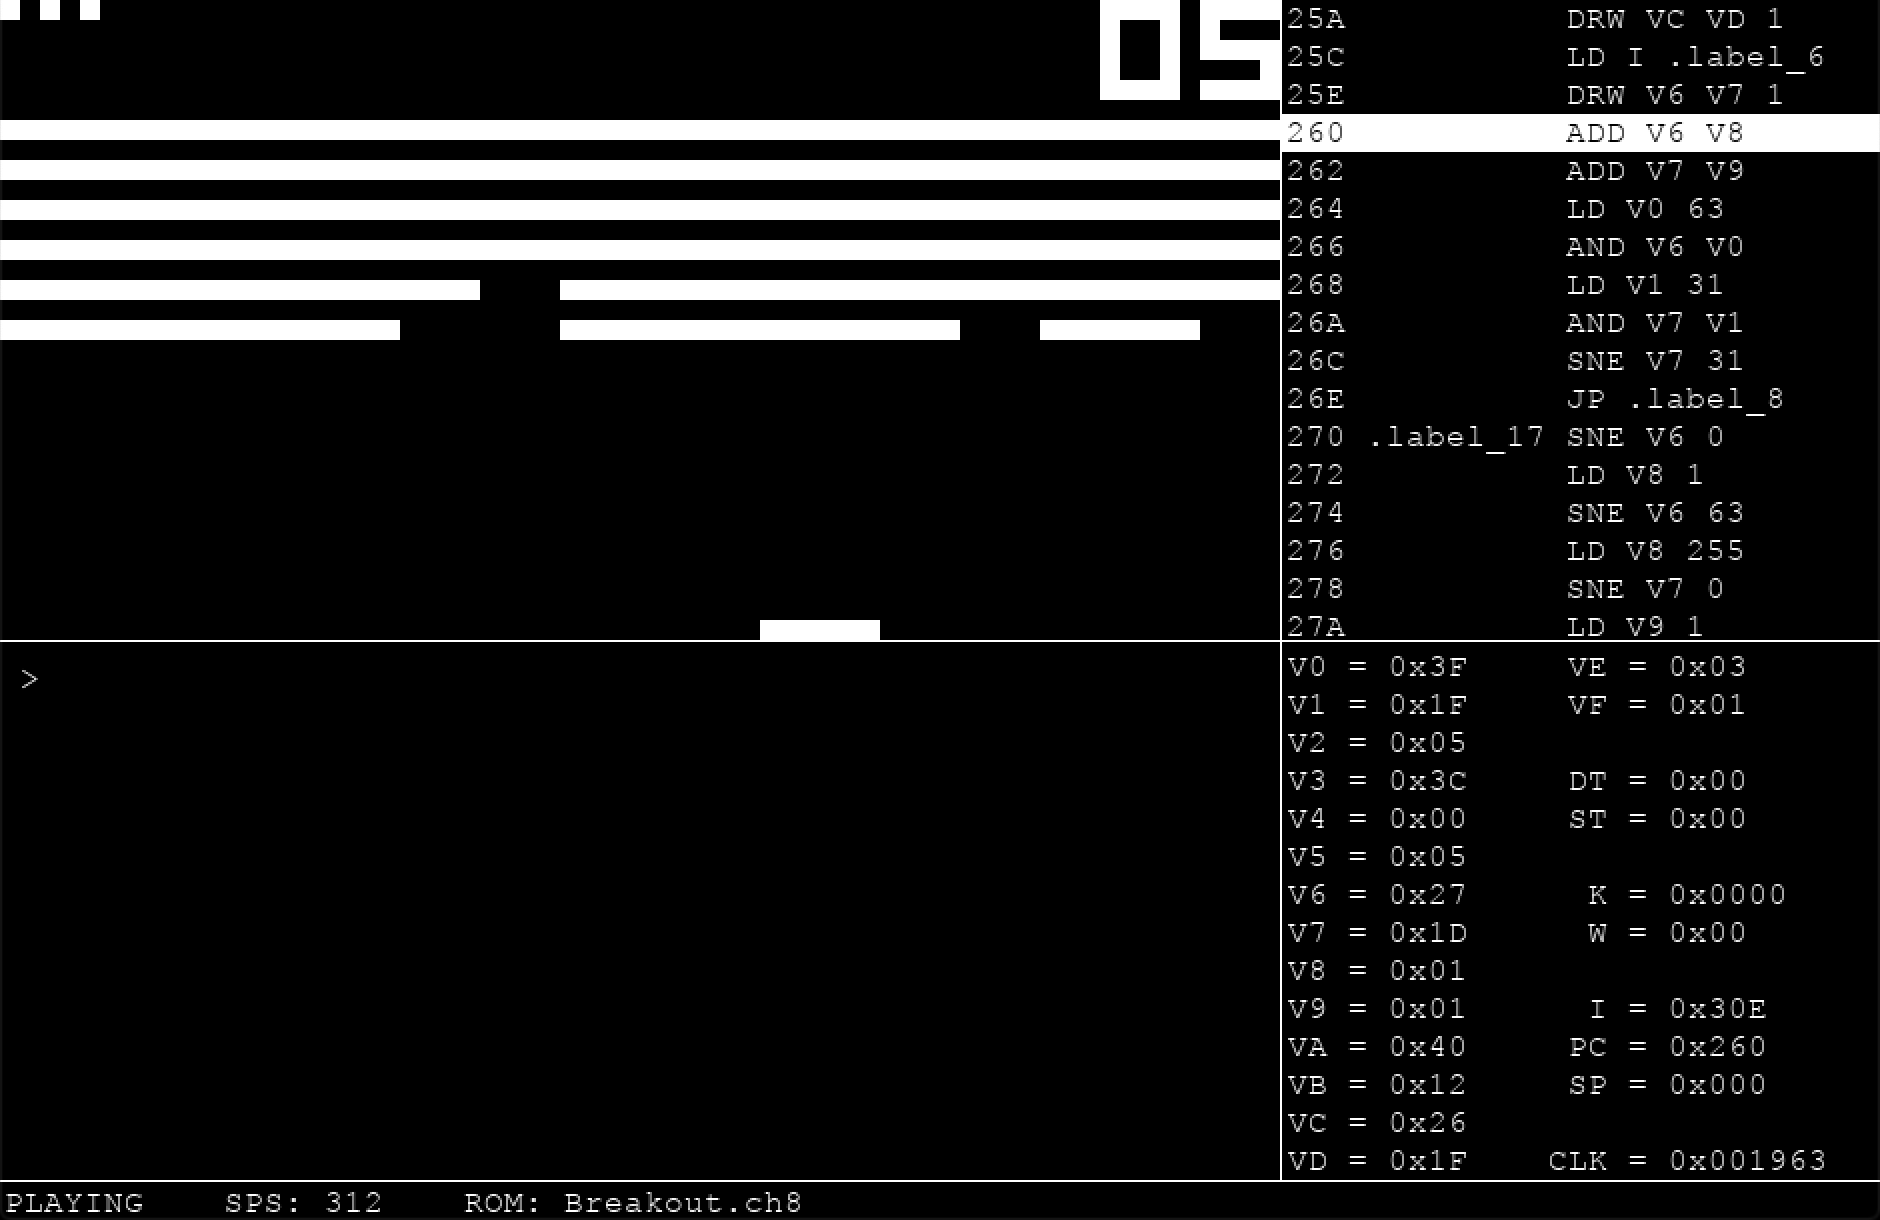 05
25A DRW VC VD 1
25C LD I .label_6
25E DRW V6 V7 1
260 ADD V6 V8
262 ADD V7 V9
264 LD V0 63
266 AND V6 V0
268 LD V1 31
26A AND V7 V1
26C SNE V7 31
26E JP .label_8
270 .label_17 SNE V6 0
272 LD V8 1
274 SNE V6 63
276 LD V8 255
278 SNE V7 0
27A LD V9 1
>
V0 = 0x3F VE = 0x03
V1 = 0x1F VF = 0x01
V2 = 0x05
V3 = 0x3C DT = 0x00
V4 = 0x00 ST = 0x00
V5 = 0x05
V6 = 0x27 K = 0x0000
V7 = 0x1D W = 0x00
V8 = 0x01
V9 = 0x01 I = 0x30E
VA = 0x40 PC = 0x260
VB = 0x12 SP = 0x000
VC = 0x26
VD = 0x1F CLK = 0x001963
PLAYING SPS: 312 ROM: Breakout.ch8